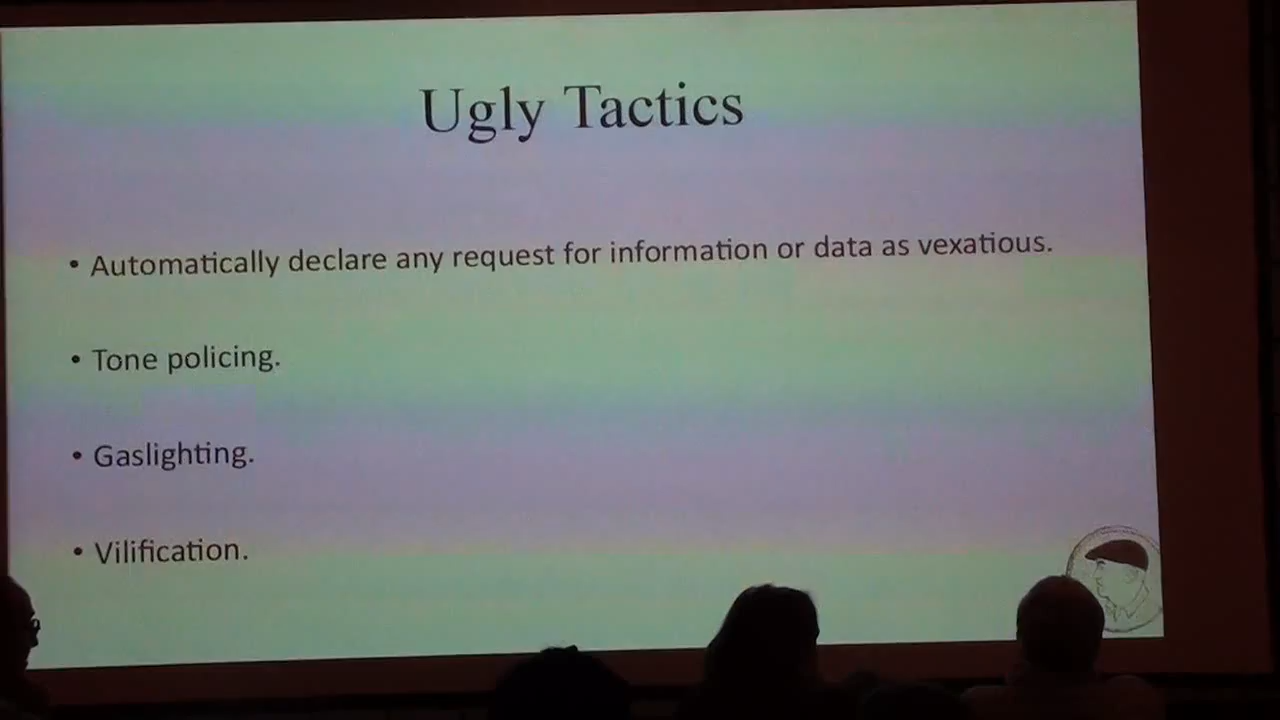 Ugly Tactics
• Automatically declare any request for information or data as vexatious.
• Tone policing.
• Gaslighting.
• Vilification.